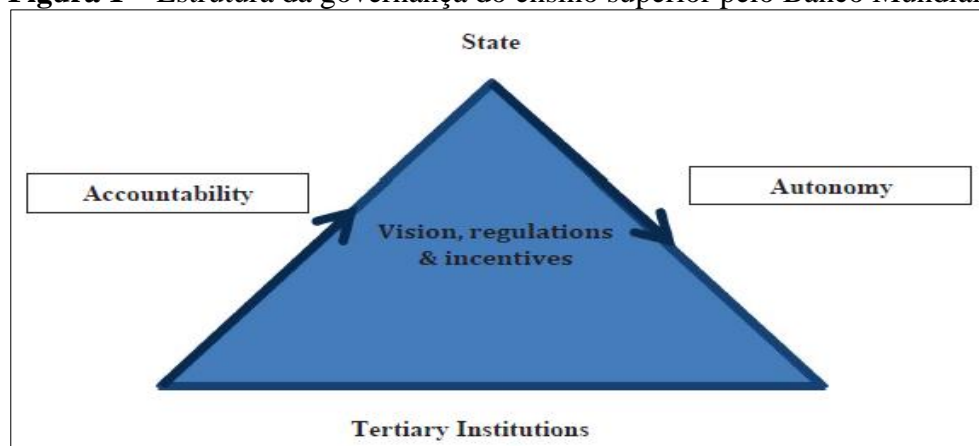 Figura 1 – Estrutura da governança do ensino superior pelo Banco Mundial
State
Accountability
Autonomy
Vision, regulations
& incentives
Tertiary Institutions